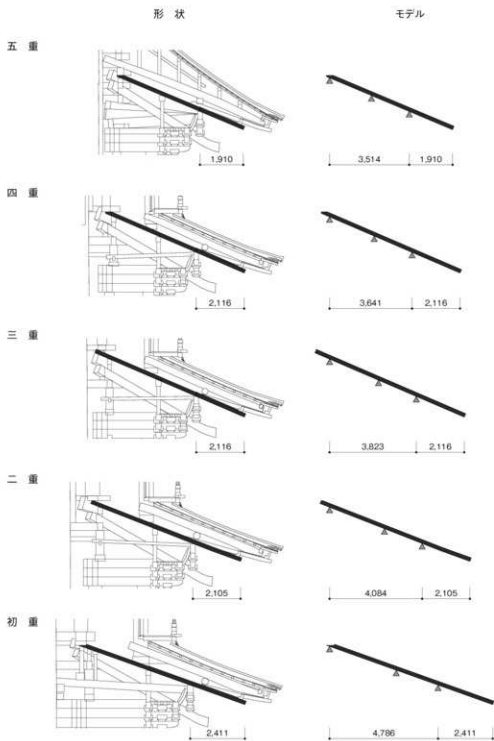 形 状 モデル
五 重
1,910 3,514 1,910
四 重
2,116 3,641 2,116
三 重
2,116 3,823 2,116
二 重
2,105 4,084 2,105
初 重
2,411 4,786 2,411